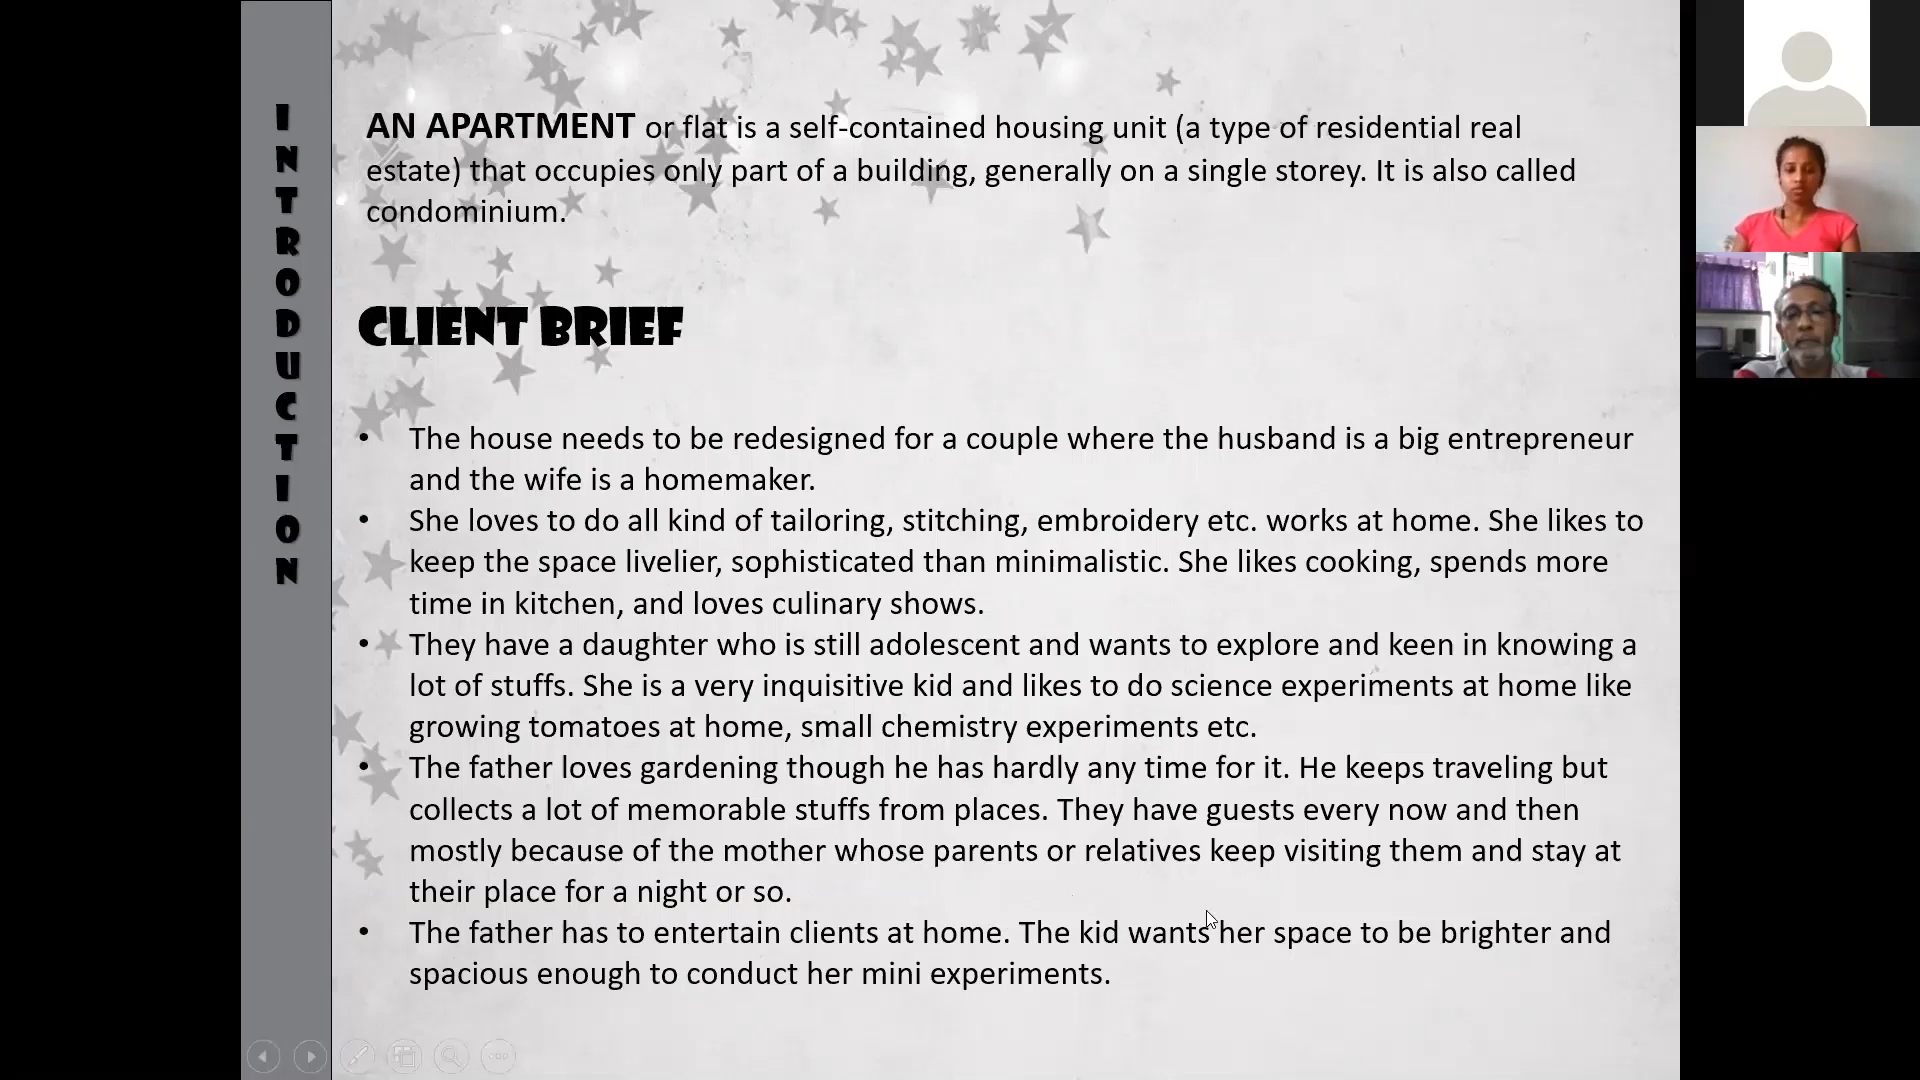 INTRODUCTION
AN APARTMENT or flat is a self-contained housing unit (a type of residential real
estate) that occupies only part of a building, generally on a single storey. It is also called
condominium.
CLIENT BRIEF
• The house needs to be redesigned for a couple where the husband is a big entrepreneur
and the wife is a homemaker.
• She loves to do all kind of tailoring, stitching, embroidery etc. works at home. She likes to
keep the space livelier, sophisticated than minimalistic. She likes cooking, spends more
time in kitchen, and loves culinary shows.
• They have a daughter who is still adolescent and wants to explore and keen in knowing a
lot of stuffs. She is a very inquisitive kid and likes to do science experiments at home like
growing tomatoes at home, small chemistry experiments etc.
• The father loves gardening though he has hardly any time for it. He keeps traveling but
collects a lot of memorable stuffs from places. They have guests every now and then
mostly because of the mother whose parents or relatives keep visiting them and stay at
their place for a night or so.
• The father has to entertain clients at home. The kid wants her space to be brighter and
spacious enough to conduct her mini experiments.